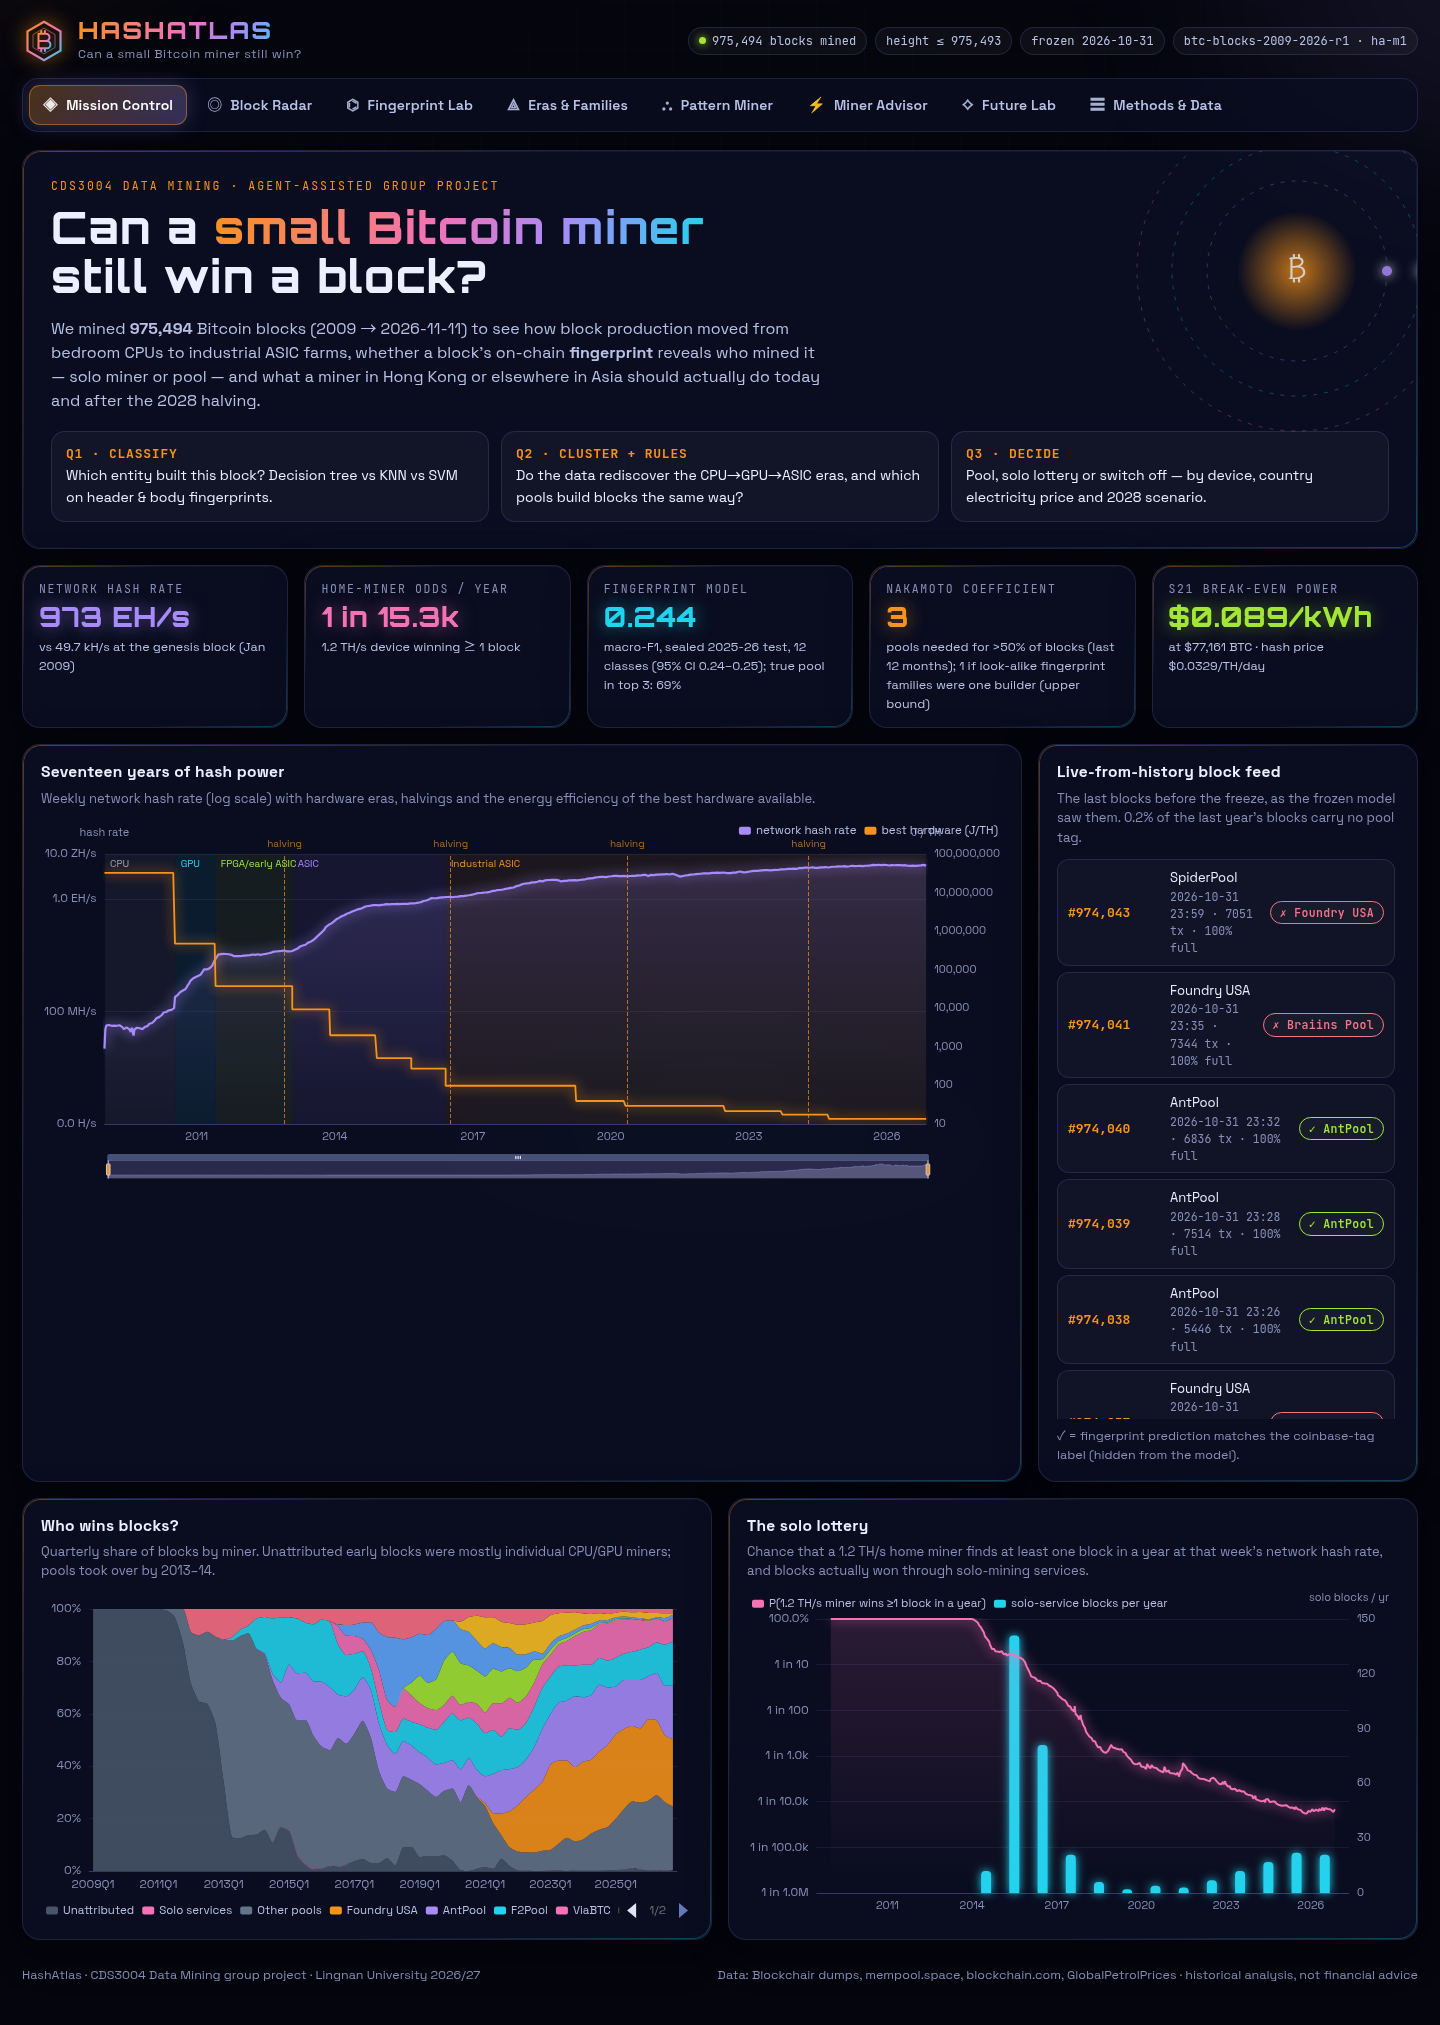 HASHATLAS
Can a small Bitcoin miner still win?
975,494 blocks mined
height ≤ 975,493
frozen 2026-10-31
btc-blocks-2009-2026-r1 · ha-m1
Mission Control
Block Radar
Fingerprint Lab
Eras & Families
Pattern Miner
Miner Advisor
Future Lab
Methods & Data
CDS3004 DATA MINING · AGENT-ASSISTED GROUP PROJECT
Can a small Bitcoin miner
still win a block?
We mined 975,494 Bitcoin blocks (2009 → 2026-11-11) to see how block production moved from
bedroom CPUs to industrial ASIC farms, whether a block's on-chain fingerprint reveals who mined it
— solo miner or pool — and what a miner in Hong Kong or elsewhere in Asia should actually do today
and after the 2028 halving.
₿
Q1 · CLASSIFY
Which entity built this block? Decision tree vs KNN vs SVM
on header & body fingerprints.
Q2 · CLUSTER + RULES
Do the data rediscover the CPU→GPU→ASIC eras, and which
pools build blocks the same way?
Q3 · DECIDE
Pool, solo lottery or switch off — by device, country
electricity price and 2028 scenario.
NETWORK HASH RATE
973 EH/s
vs 49.7 kH/s at the genesis block (Jan
2009)
HOME-MINER ODDS / YEAR
1 in 15.3k
1.2 TH/s device winning ≥ 1 block
FINGERPRINT MODEL
0.244
macro-F1, sealed 2025-26 test, 12
classes (95% CI 0.24–0.25); true pool
in top 3: 69%
NAKAMOTO COEFFICIENT
3
pools needed for >50% of blocks (last
12 months); 1 if look-alike fingerprint
families were one builder (upper
bound)
S21 BREAK-EVEN POWER
$0.089/kWh
at $77,161 BTC · hash price
$0.0329/TH/day
Seventeen years of hash power
Weekly network hash rate (log scale) with hardware eras, halvings and the energy efficiency of the best hardware available.
hash rate
network hash rate
best hardware (J/TH)
halving
halving
halving
halving
CPU
GPU
FPGA/early ASIC
ASIC
Industrial ASIC
10.0 ZH/s
1.0 EH/s
100 MH/s
0.0 H/s
100,000,000
10,000,000
1,000,000
100,000
10,000
1,000
100
10
2011
2014
2017
2020
2023
2026
Live-from-history block feed
The last blocks before the freeze, as the frozen model
saw them. 0.2% of the last year's blocks carry no pool
tag.
#974,043
SpiderPool
2026-10-31
23:59 · 7051
tx · 100%
full
✗ Foundry USA
#974,041
Foundry USA
2026-10-31
23:35 ·
7344 tx ·
100% full
✗ Braiins Pool
#974,040
AntPool
2026-10-31 23:32
· 6836 tx · 100%
full
✓ AntPool
#974,039
AntPool
2026-10-31 23:28
· 7514 tx · 100%
full
✓ AntPool
#974,038
AntPool
2026-10-31 23:26
· 5446 tx · 100%
full
✓ AntPool
Foundry USA
2026-10-31
✓ = fingerprint prediction matches the coinbase-tag
label (hidden from the model).
Who wins blocks?
Quarterly share of blocks by miner. Unattributed early blocks were mostly individual CPU/GPU miners;
pools took over by 2013–14.
100%
80%
60%
40%
20%
0%
2009Q1
2011Q1
2013Q1
2015Q1
2017Q1
2019Q1
2021Q1
2023Q1
2025Q1
Unattributed
Solo services
Other pools
Foundry USA
AntPool
F2Pool
ViaBTC
1/2
The solo lottery
Chance that a 1.2 TH/s home miner finds at least one block in a year at that week's network hash rate,
and blocks actually won through solo-mining services.
P(1.2 TH/s miner wins ≥1 block in a year)
solo-service blocks per year
solo blocks / yr
100.0%
1 in 10
1 in 100
1 in 1.0k
1 in 10.0k
1 in 100.0k
1 in 1.0M
150
120
90
60
30
0
2011
2014
2017
2020
2023
2026
HashAtlas · CDS3004 Data Mining group project · Lingnan University 2026/27
Data: Blockchair dumps, mempool.space, blockchain.com, GlobalPetrolPrices · historical analysis, not financial advice